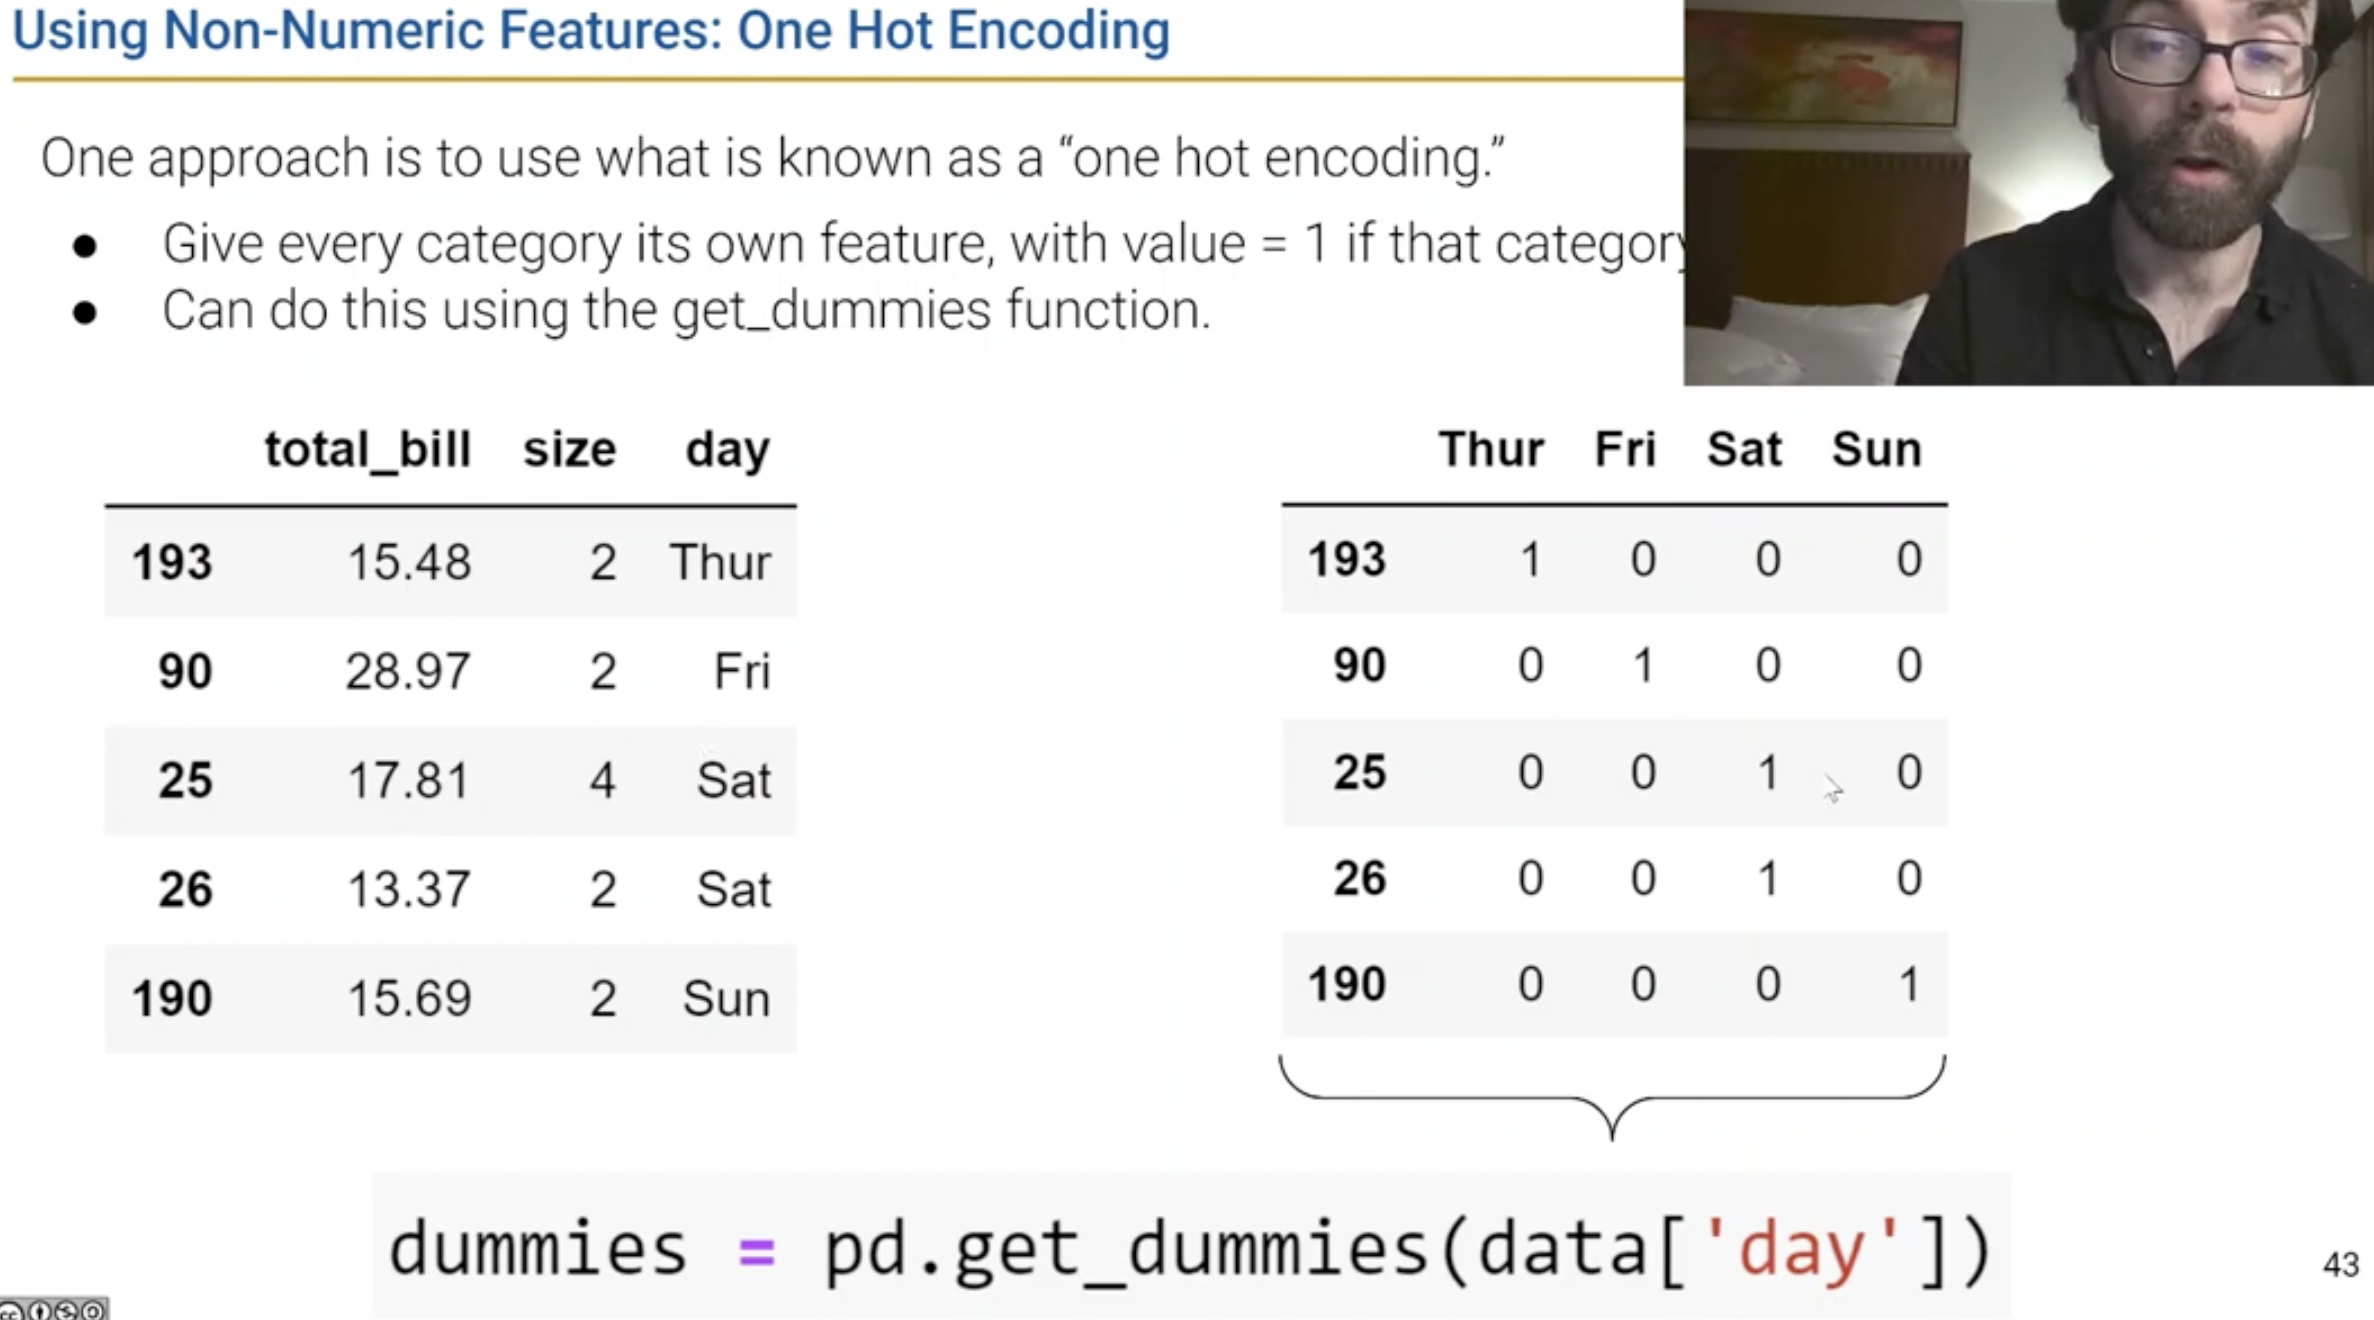 Using Non-Numeric Features: One Hot Encoding
One approach is to use what is known as a “one hot encoding.”
● Give every category its own feature, with value = 1 if that category
● Can do this using the get_dummies function.
total_bill size day
193 15.48 2 Thur
90 28.97 2 Fri
25 17.81 4 Sat
26 13.37 2 Sat
190 15.69 2 Sun
Thur Fri Sat Sun
193 1 0 0 0
90 0 1 0 0
25 0 0 1 0
26 0 0 1 0
190 0 0 0 1
dummies = pd.get_dummies(data['day'])
43
cc